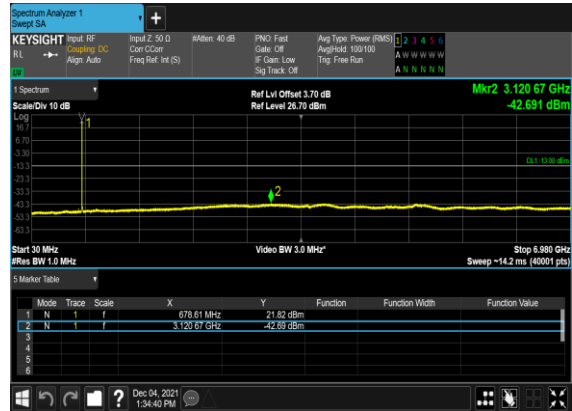 Spectrum Analyzer 1
Swept SA
+
KEYSIGHT Input: RF Input Z: 50 Ω #Atten: 40 dB PNO: Fast Avg Type: Power (RMS) 1 2 3 4 5 6
RL Coupling: DC Corr CCorr Gate: Off Avg|Hold: 100/100 A W W W W W
Align: Auto Freq Ref: Int (S) IF Gain: Low Trig: Free Run
Sig Track: Off A N N N N N
1 Spectrum Ref Lvl Offset 3.70 dB Mkr2 3.120 67 GHz
Scale/Div 10 dB Ref Level 26.70 dBm -42.691 dBm
Log
16.7
6.70
-3.30
-13.3 DL1 -13.00 dBm
-23.3
-33.3
-43.3
-53.3
-63.3
1
2
Start 30 MHz Video BW 3.0 MHz* Stop 6.980 GHz
#Res BW 1.0 MHz Sweep ~14.2 ms (40001 pts)
5 Marker Table
Mode Trace Scale X Y Function Function Width Function Value
1 N 1 f 678.61 MHz 21.82 dBm
2 N 1 f 3.120 67 GHz -42.69 dBm
3
4
5
6
? Dec 04, 2021
1:34:40 PM